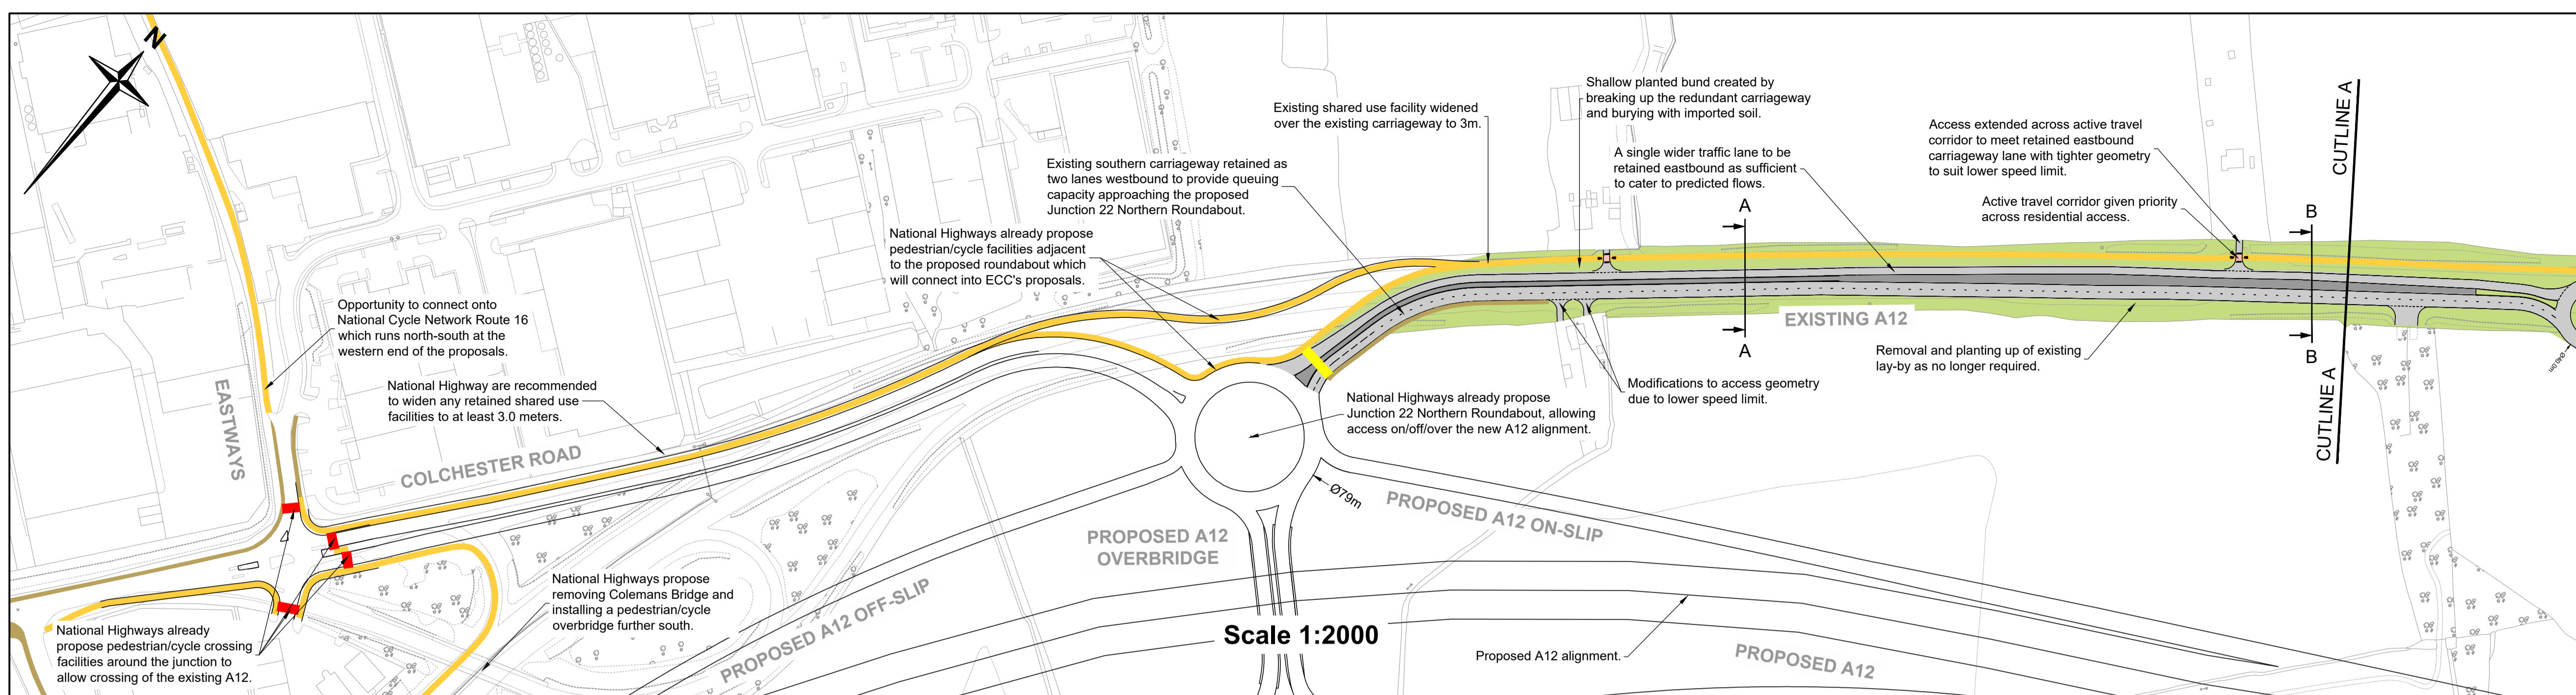 N
Opportunity to connect onto
National Cycle Network Route 16
which runs north-south at the
western end of the proposals.
National Highway are recommended
to widen any retained shared use
facilities to at least 3.0 meters.
EASTWAYS
COLCHESTER ROAD
National Highways already
propose pedestrian/cycle crossing
facilities around the junction to
allow crossing of the existing A12.
National Highways propose
removing Colemans Bridge and
installing a pedestrian/cycle
overbridge further south.
PROPOSED A12 OFF-SLIP
National Highways already propose
pedestrian/cycle facilities adjacent
to the proposed roundabout which
will connect into ECC's proposals.
Existing southern carriageway retained as
two lanes westbound to provide queuing
capacity approaching the proposed
Junction 22 Northern Roundabout.
Existing shared use facility widened
over the existing carriageway to 3m.
Shallow planted bund created by
breaking up the redundant carriageway
and burying with imported soil.
A single wider traffic lane to be
retained eastbound as sufficient
to cater to predicted flows.
Access extended across active travel
corridor to meet retained eastbound
carriageway lane with tighter geometry
to suit lower speed limit.
Active travel corridor given priority
across residential access.
A
A
B
B
CUTLINE A
CUTLINE A
EXISTING A12
Removal and planting up of existing
lay-by as no longer required.
Modifications to access geometry
due to lower speed limit.
National Highways already propose
Junction 22 Northern Roundabout, allowing
access on/off/over the new A12 alignment.
Ø79m
Ø40.0m
PROPOSED A12 ON-SLIP
PROPOSED A12
OVERBRIDGE
Scale 1:2000
Proposed A12 alignment.
PROPOSED A12